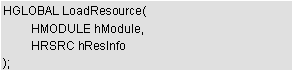 HGLOBAL LoadResource(
HMODULE hModule,
HRSRC hResInfo
);